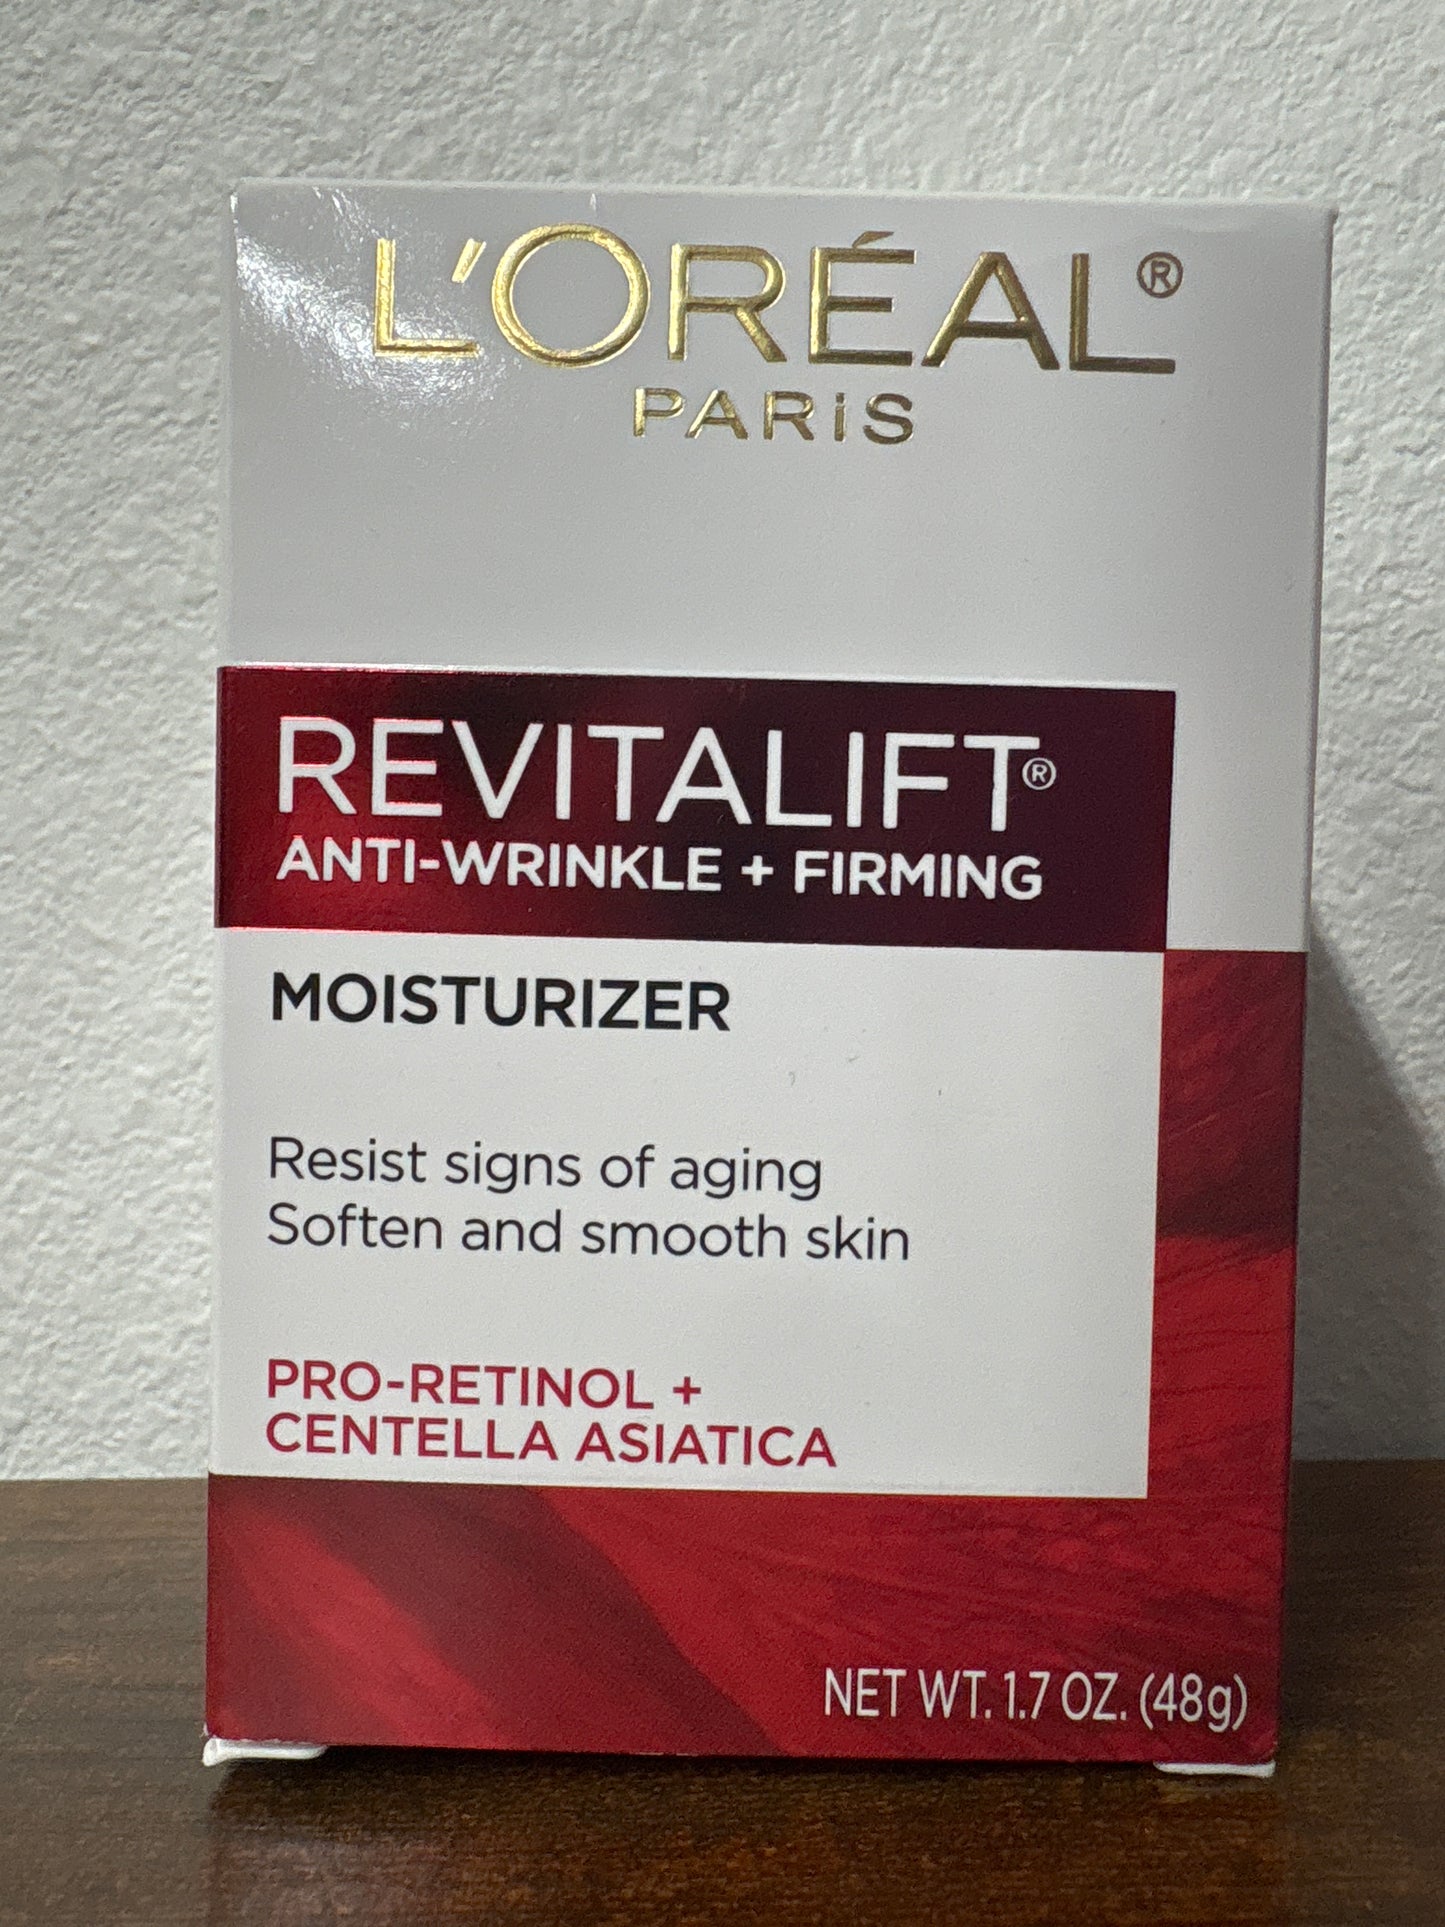 L'ORÉAL®
PARiS
REVITALIFT®
ANTI-WRINKLE + FIRMING
MOISTURIZER
Resist signs of aging
Soften and smooth skin
PRO-RETINOL +
CENTELLA ASIATICA
NET WT. 1.7 OZ. (48g)